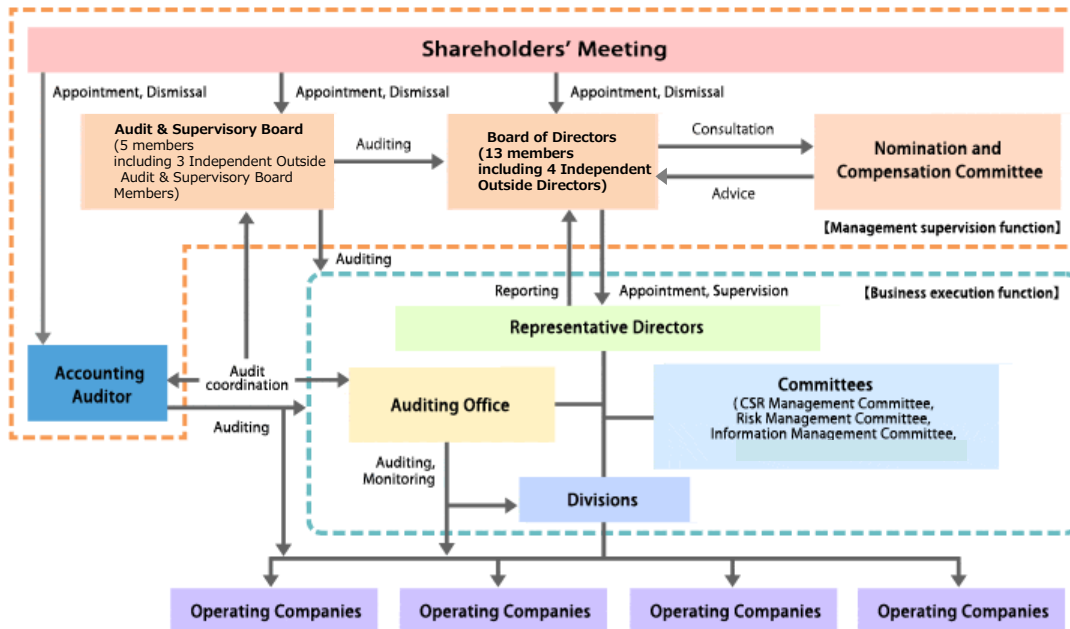 Shareholders' Meeting
Appointment, Dismissal
Appointment, Dismissal
Appointment, Dismissal
Audit & Supervisory Board
(5 members
including 3 Independent Outside
Audit & Supervisory Board
Members)
Auditing
Board of Directors
(13 members
including 4 Independent
Outside Directors)
Consultation
Advice
Nomination and
Compensation Committee
【Management supervision function】
Auditing
Reporting
Appointment, Supervision
【Business execution function】
Representative Directors
Accounting
Auditor
Audit
coordination
Auditing
Auditing Office
Committees
(CSR Management Committee,
Risk Management Committee,
Information Management Committee,
Auditing,
Monitoring
Divisions
Operating Companies
Operating Companies
Operating Companies
Operating Companies